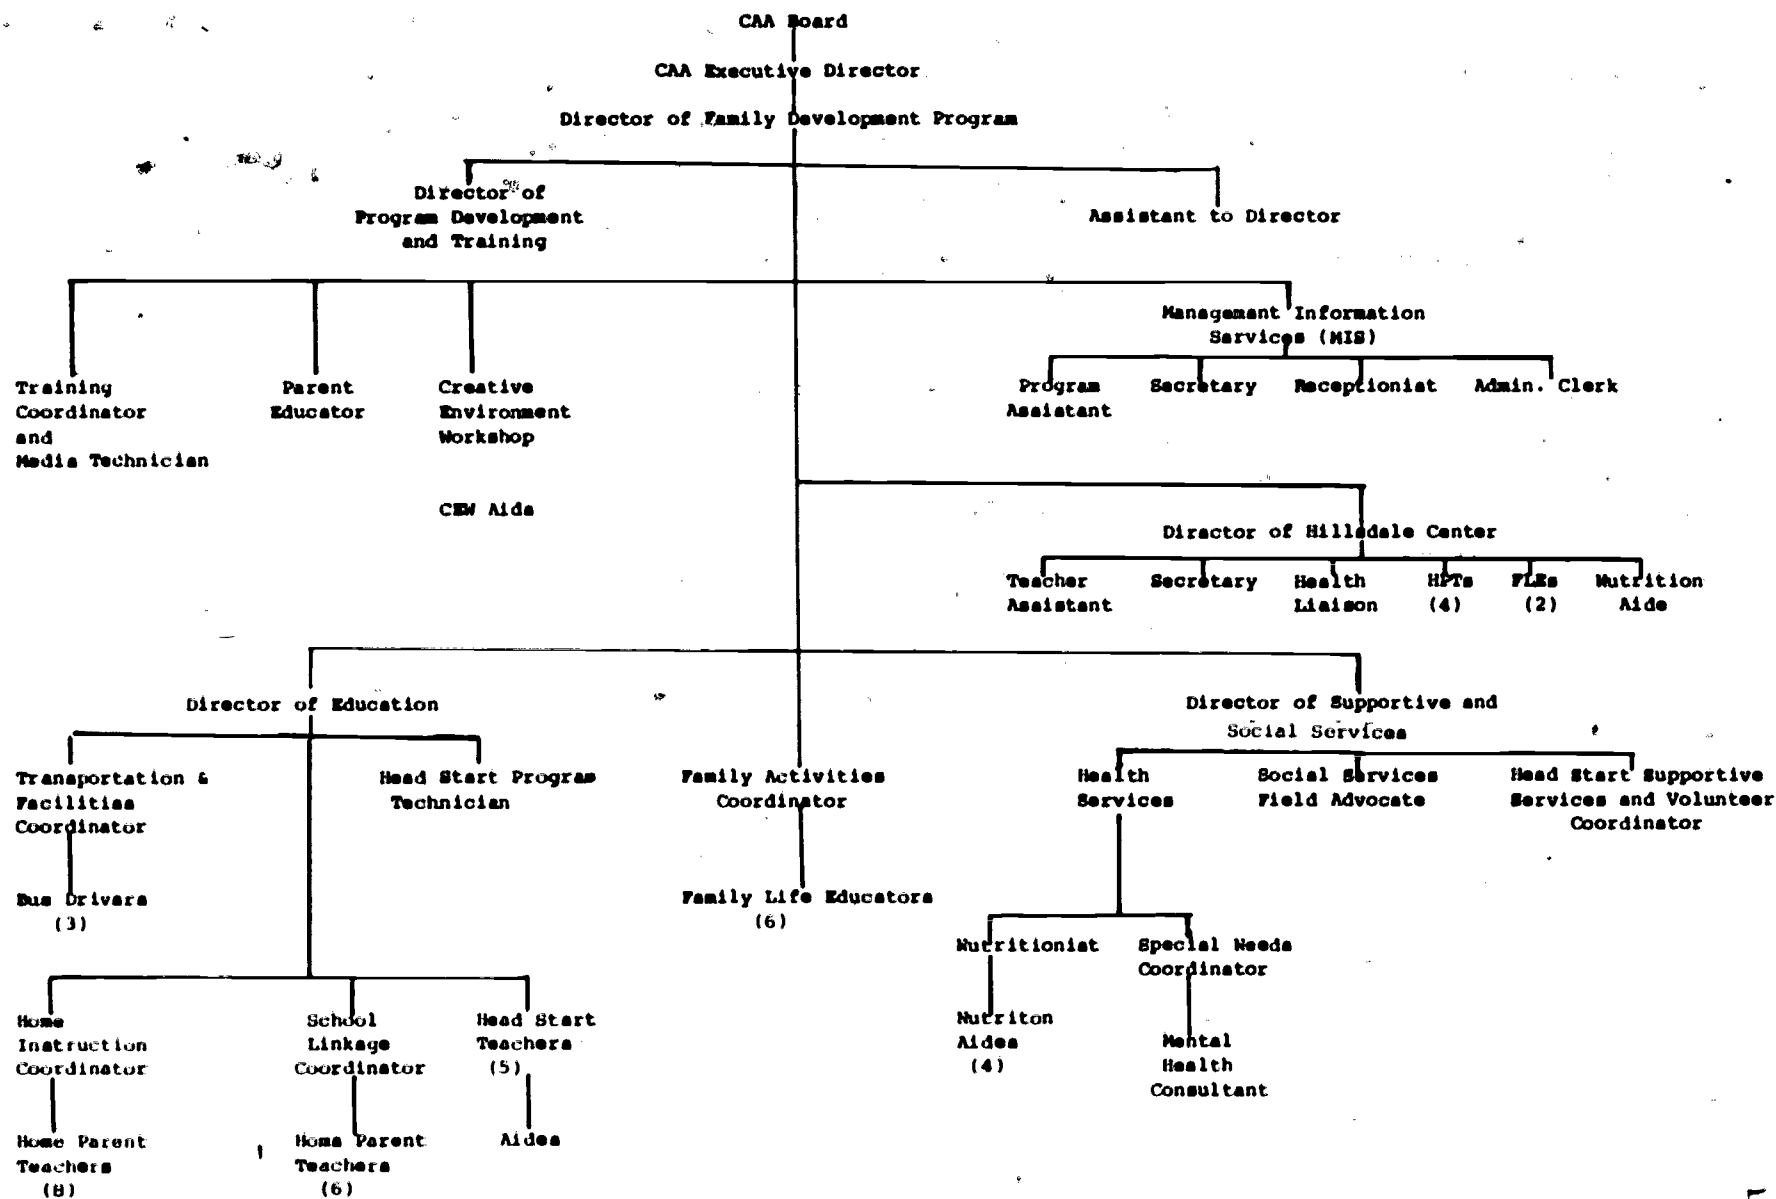 CAA Board
CAA Executive Director
Director of Family Development Program
Director of
Program Development
and Training
Assistant to Director
Management Information
Services (MIS)
Training
Coordinator
and
Media Technician
Parent
Educator
Creative
Environment
Workshop
CEW Aide
Program
Assistant
Secretary
Receptionist
Admin. Clerk
Director of Hillsdale Center
Teacher
Assistant
Secretary
Health
Liaison
HPTs
(4)
FLEs
(2)
Nutrition
Aide
Director of Education
Director of Supportive and
Social Services
Transportation &
Facilities
Coordinator
Head Start Program
Technician
Family Activities
Coordinator
Health
Services
Social Services
Field Advocate
Head Start Supportive
Services and Volunteer
Coordinator
Bus Drivers
(3)
Family Life Educators
(6)
Nutritionist
Special Needs
Coordinator
Home
Instruction
Coordinator
School
Linkage
Coordinator
Head Start
Teachers
(5)
Nutriton
Aides
(4)
Mental
Health
Consultant
Home Parent
Teachers
(8)
Home Parent
Teachers
(6)
Aides